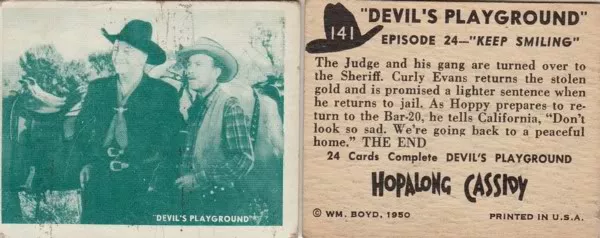 "DEVIL'S PLAYGROUND"
141
"DEVIL'S PLAYGROUND"
EPISODE 24—"KEEP SMILING"
The Judge and his gang are turned over to
the Sheriff. Curly Evans returns the stolen
gold and is promised a lighter sentence when
he returns to jail. As Hoppy prepares to re-
turn to the Bar-20, he tells California, "Don't
look so sad. We're going back to a peaceful
home." THE END
24 Cards Complete DEVIL'S PLAYGROUND
HOPALONG CASSIDY
© WM. BOYD, 1950
PRINTED IN U.S.A.